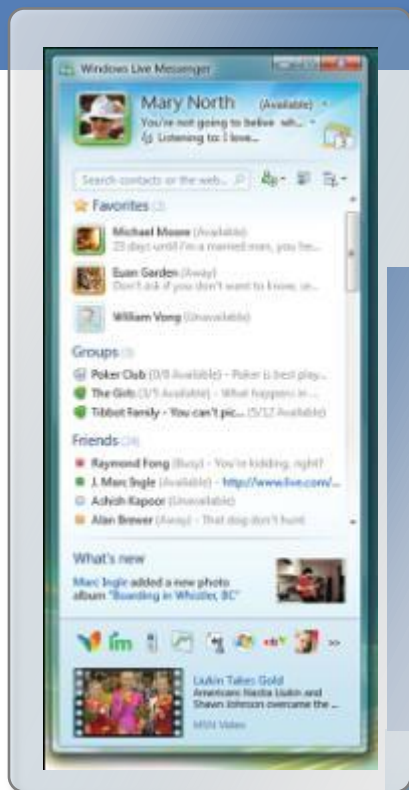 Windows Live Messenger
Mary North (Available)
You're not going to belive wh...
Listening to: I love...
Search contacts or the web...
Favorites
Michael Moore (Available)
23 days until I'm a married man, you be...
Euan Garden (Away)
Don't ask if you don't want to know, or...
William Vong (Unavailable)
Groups
Poker Club (0/8 Available) - Poker is best play...
The Girls (3/5 Available) - What happens in ...
Tibbot Family - You can't pic... (5/12 Available)
Friends
Raymond Fong (Busy) - You're kidding, right?
J. Marc Ingle (Available) - http://www.live.com/...
Ashish Kapoor (Unavailable)
Alan Brewer (Away) - That dog don't hunt
What's new
Marc Ingle added a new photo
album "Boarding in Whistler, BC"
im
Liukin Takes Gold
Americans Nastia Liukin and
Shawn Johnson overcame the ...
MSN Video